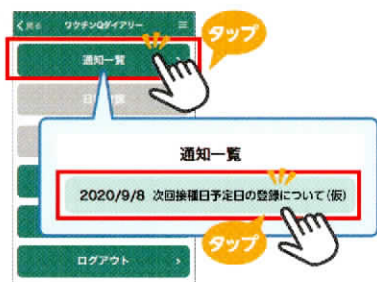 戻る ワクチンQダイアリー
タップ
通知一覧
通知一覧
2020/9/8 次回接種日予定日の登録について(仮)
タップ
ログアウト